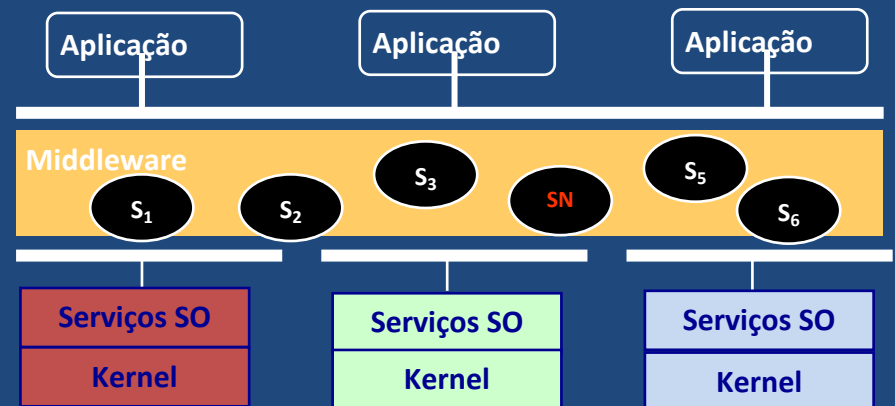 Aplicação
Aplicação
Aplicação
Middleware
S₁
S₂
S₃
SN
S₅
S₆
Serviços SO
Serviços SO
Serviços SO
Kernel
Kernel
Kernel